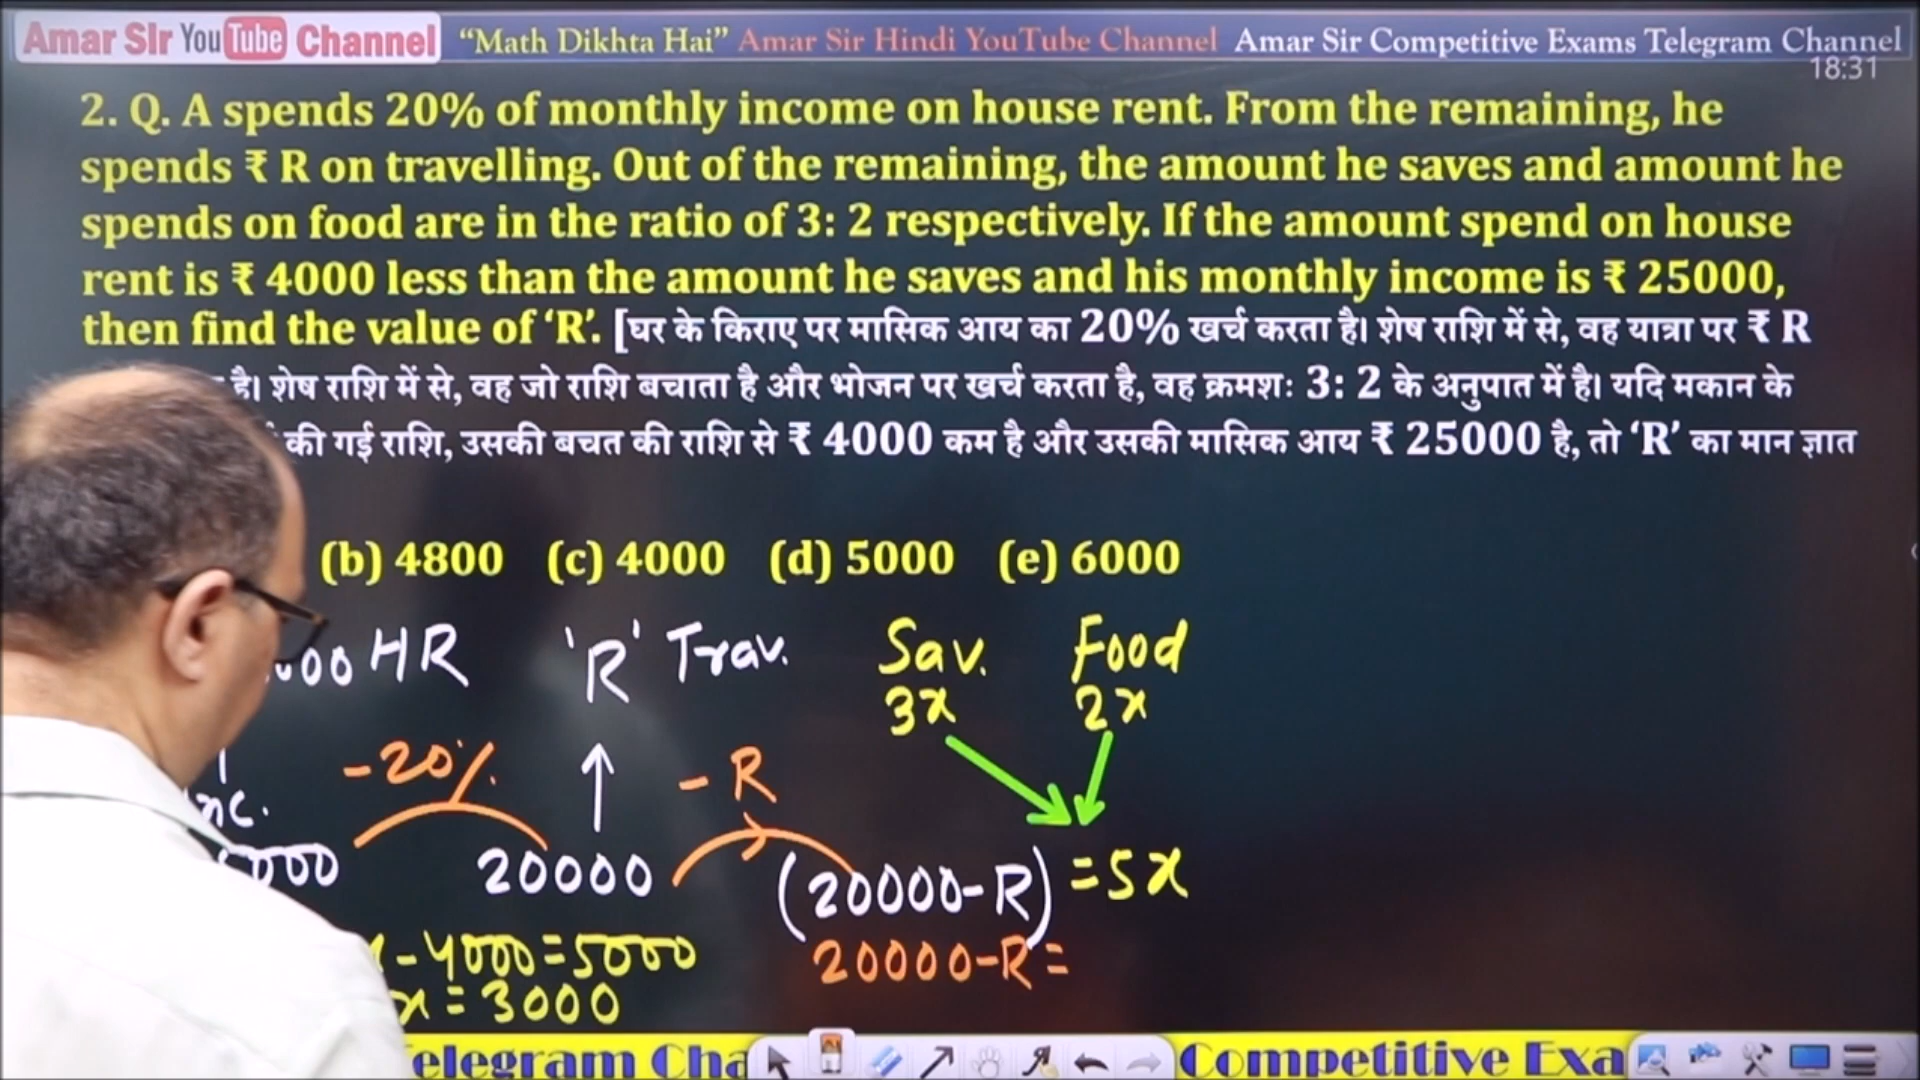 Amar Sir YouTube Channel "Math Dikhta Hai" Amar Sir Hindi YouTube Channel Amar Sir Competitive Exams Telegram Channel
18:31
2. Q. A spends 20% of monthly income on house rent. From the remaining, he
spends ₹ R on travelling. Out of the remaining, the amount he saves and amount he
spends on food are in the ratio of 3: 2 respectively. If the amount spend on house
rent is ₹ 4000 less than the amount he saves and his monthly income is ₹ 25000,
then find the value of 'R'. [घर के किराए पर मासिक आय का 20% खर्च करता है। शेष राशि में से, वह यात्रा पर ₹ R
है। शेष राशि में से, वह जो राशि बचाता है और भोजन पर खर्च करता है, वह क्रमशः 3: 2 के अनुपात में है। यदि मकान के
की गई राशि, उसकी बचत की राशि से ₹ 4000 कम है और उसकी मासिक आय ₹ 25000 है, तो 'R' का मान ज्ञात
(b) 4800 (c) 4000 (d) 5000 (e) 6000
000 HR 'R' Trav. Sav. Food
3x 2x
-20% -R
nc.
5000 20000 (20000-R) =5x
x-4000=5000 20000-R=
x=3000
elegram Cha Competitive Exa